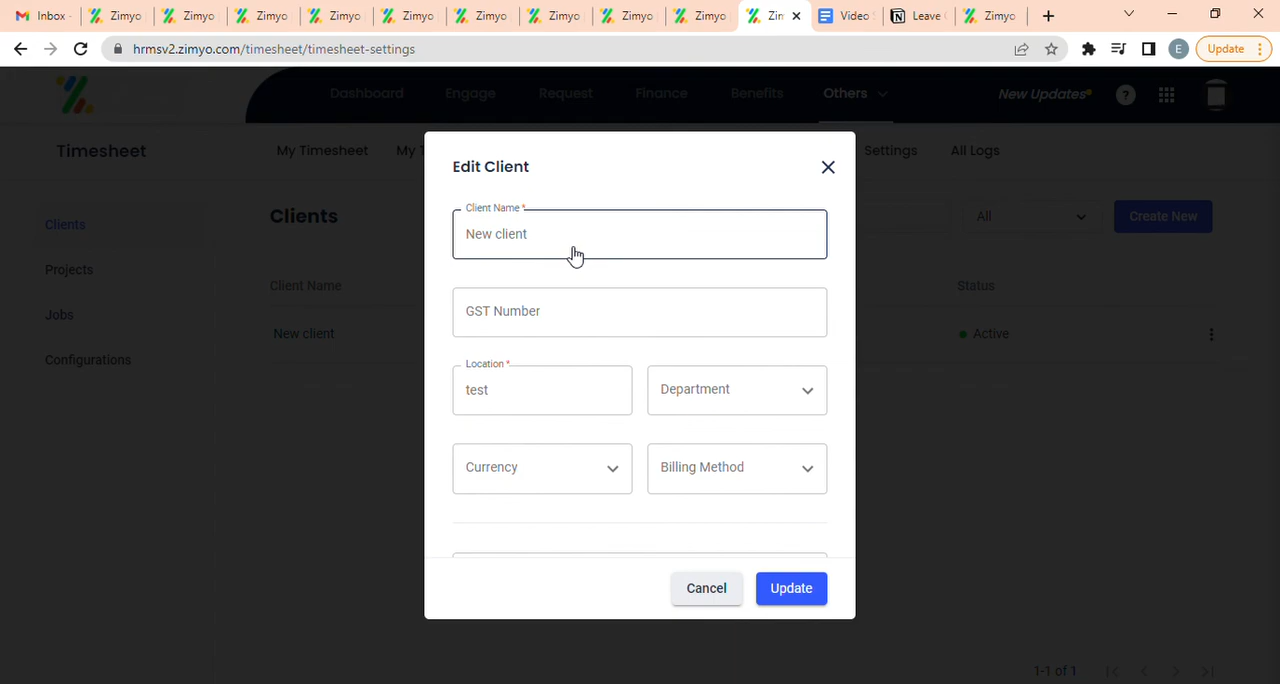 Inbox
Zimyo
Zimyo
Zimyo
Zimyo
Zimyo
Zimyo
Zimyo
Zimyo
Zimyo
Zim
Video
Leave
Zimyo
hrmsv2.zimyo.com/timesheet/timesheet-settings
E
Update
Dashboard
Engage
Request
Finance
Benefits
Others
New Updates
?
Timesheet
My Timesheet
My
Settings
All Logs
Clients
Projects
Jobs
Configurations
Clients
All
Create New
Client Name
Status
New client
Active
1-1 of 1
Edit Client
Client Name *
New client
GST Number
Location *
test
Department
Currency
Billing Method
Cancel
Update